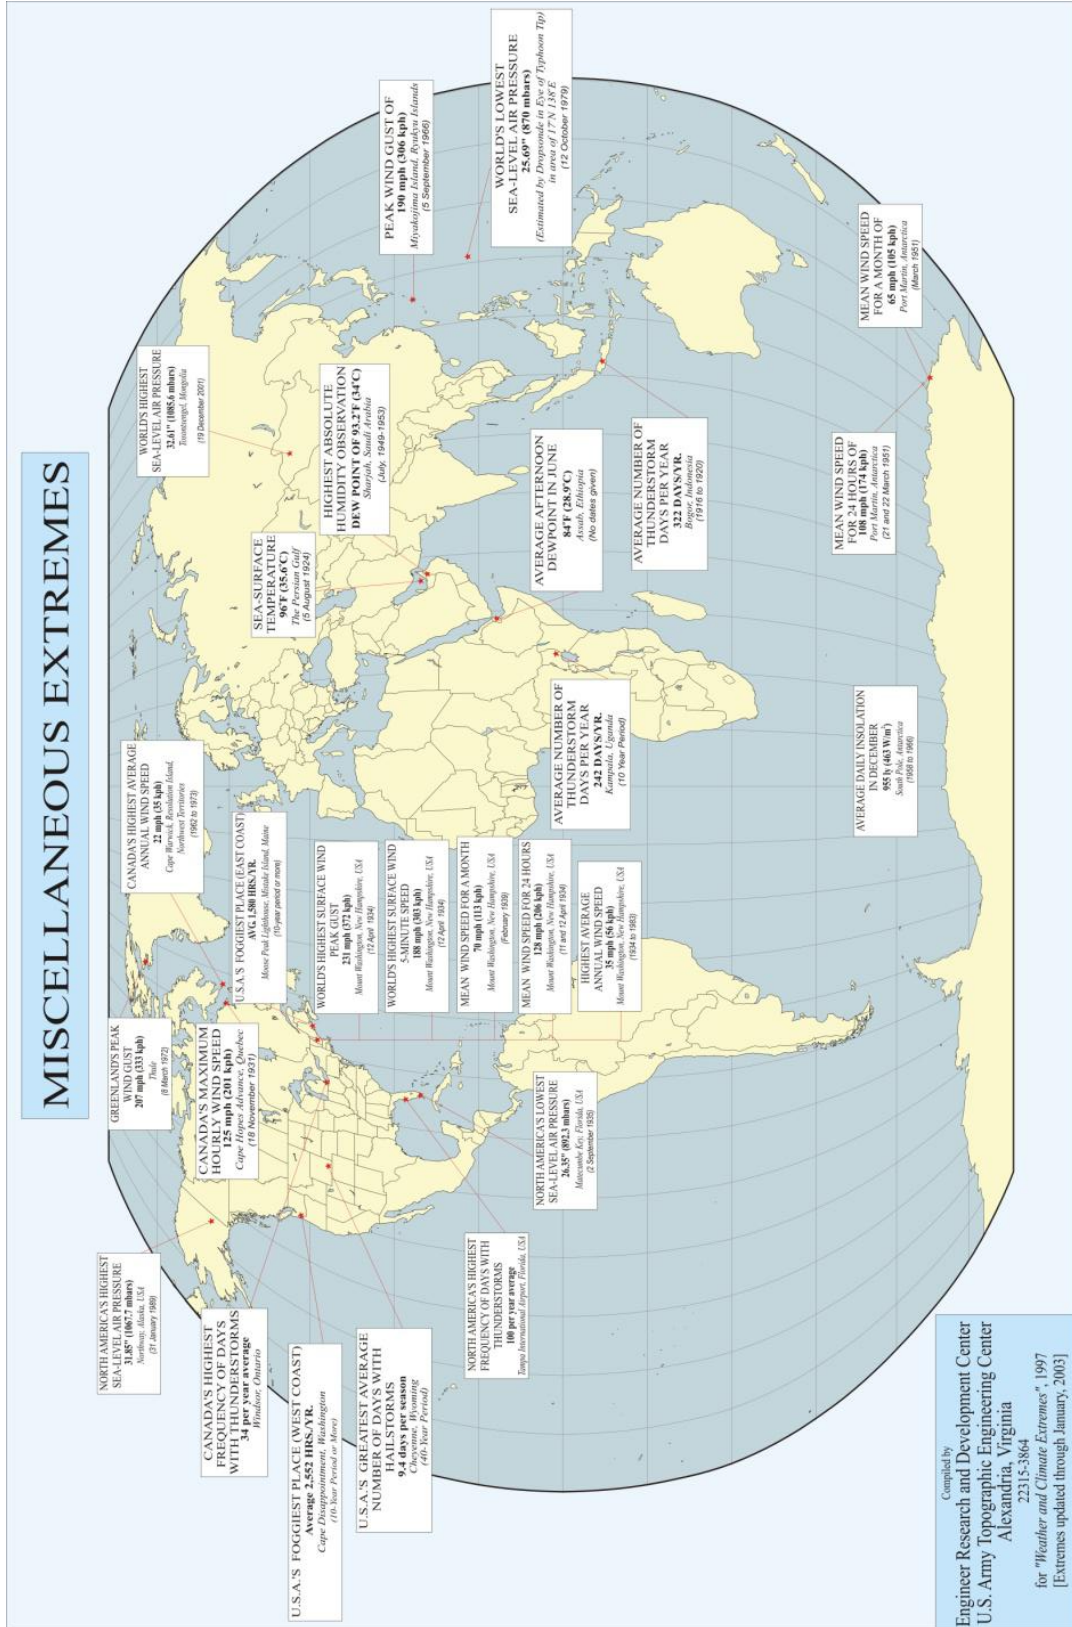 MISCELLANEOUS EXTREMES
NORTH AMERICA'S HIGHEST
SEA-LEVEL AIR PRESSURE
31.85" (1067.7 mbars)
Northway, Alaska, USA
(31 January 1989)
GREENLAND'S PEAK
WIND GUST
207 mph (333 kph)
Thule
(8 March 1972)
CANADA'S HIGHEST AVERAGE
ANNUAL WIND SPEED
22 mph (35 kph)
Cape Warwick, Resolution Island,
Northwest Territories
(1962 to 1973)
WORLD'S HIGHEST
SEA-LEVEL AIR PRESSURE
32.61" (1085.6 mbars)
Tosontsengel, Mongolia
(19 December 2001)
CANADA'S HIGHEST
FREQUENCY OF DAYS
WITH THUNDERSTORMS
34 per year average
Windsor, Ontario
CANADA'S MAXIMUM
HOURLY WIND SPEED
125 mph (201 kph)
Cape Hopes Advance, Quebec
(18 November 1931)
U.S.A.'S FOGGIEST PLACE (EAST COAST)
AVG. 1,580 HRS/YR.
Moose Peak Lighthouse, Mistake Island, Maine
(10-year period or more)
SEA-SURFACE
TEMPERATURE
96°F (35.6°C)
The Persian Gulf
(5 August 1924)
HIGHEST ABSOLUTE
HUMIDITY OBSERVATION
DEW POINT OF 93.2°F (34°C)
Sharjah, Saudi Arabia
(July, 1949-1953)
PEAK WIND GUST OF
190 mph (306 kph)
Miyakojima Island, Ryukyu Islands
(5 September 1966)
U.S.A.'S FOGGIEST PLACE (WEST COAST)
Average 2,552 HRS/YR.
Cape Disappointment, Washington
(10-Year Period or More)
U.S.A.'S GREATEST AVERAGE
NUMBER OF DAYS WITH
HAILSTORMS
9.4 days per season
Cheyenne, Wyoming
(40-Year Period)
WORLD'S HIGHEST SURFACE WIND
PEAK GUST
231 mph (372 kph)
Mount Washington, New Hampshire, USA
(12 April 1934)
WORLD'S HIGHEST SURFACE WIND
5-MINUTE SPEED
188 mph (303 kph)
Mount Washington, New Hampshire, USA
(12 April 1934)
MEAN WIND SPEED FOR A MONTH
70 mph (113 kph)
Mount Washington, New Hampshire, USA
(February 1939)
MEAN WIND SPEED FOR 24 HOURS
128 mph (206 kph)
Mount Washington, New Hampshire, USA
(11 and 12 April 1934)
HIGHEST AVERAGE
ANNUAL WIND SPEED
35 mph (56 kph)
Mount Washington, New Hampshire, USA
(1934 to 1983)
WORLD'S LOWEST
SEA-LEVEL AIR PRESSURE
25.69" (870 mbars)
(Estimated by Dropsonde in Eye of Typhoon Tip)
in area of 17°N 138°E
(12 October 1979)
NORTH AMERICA'S HIGHEST
FREQUENCY OF DAYS WITH
THUNDERSTORMS
100 per year average
Tampa International Airport, Florida, USA
NORTH AMERICA'S LOWEST
SEA-LEVEL AIR PRESSURE
26.35" (892.3 mbars)
Matecumbe Key, Florida, USA
(2 September 1935)
AVERAGE NUMBER OF
THUNDERSTORM
DAYS PER YEAR
242 DAYS/YR.
Kampala, Uganda
(10 Year Period)
AVERAGE AFTERNOON
DEWPOINT IN JUNE
84°F (28.9°C)
Assab, Ethiopia
(No dates given)
AVERAGE NUMBER OF
THUNDERSTORM
DAYS PER YEAR
322 DAYS/YR.
Bogor, Indonesia
(1916 to 1920)
AVERAGE DAILY INSOLATION
IN DECEMBER
955 ly (463 W/m²)
South Pole, Antarctica
(1958 to 1966)
MEAN WIND SPEED
FOR 24 HOURS OF
108 mph (174 kph)
Port Martin, Antarctica
(21 and 22 March 1951)
MEAN WIND SPEED
FOR A MONTH OF
65 mph (105 kph)
Port Martin, Antarctica
(March 1951)
Compiled by
Engineer Research and Development Center
U.S. Army Topographic Engineering Center
Alexandria, Virginia
22315-3864
for "Weather and Climate Extremes", 1997
[Extremes updated through January, 2003]